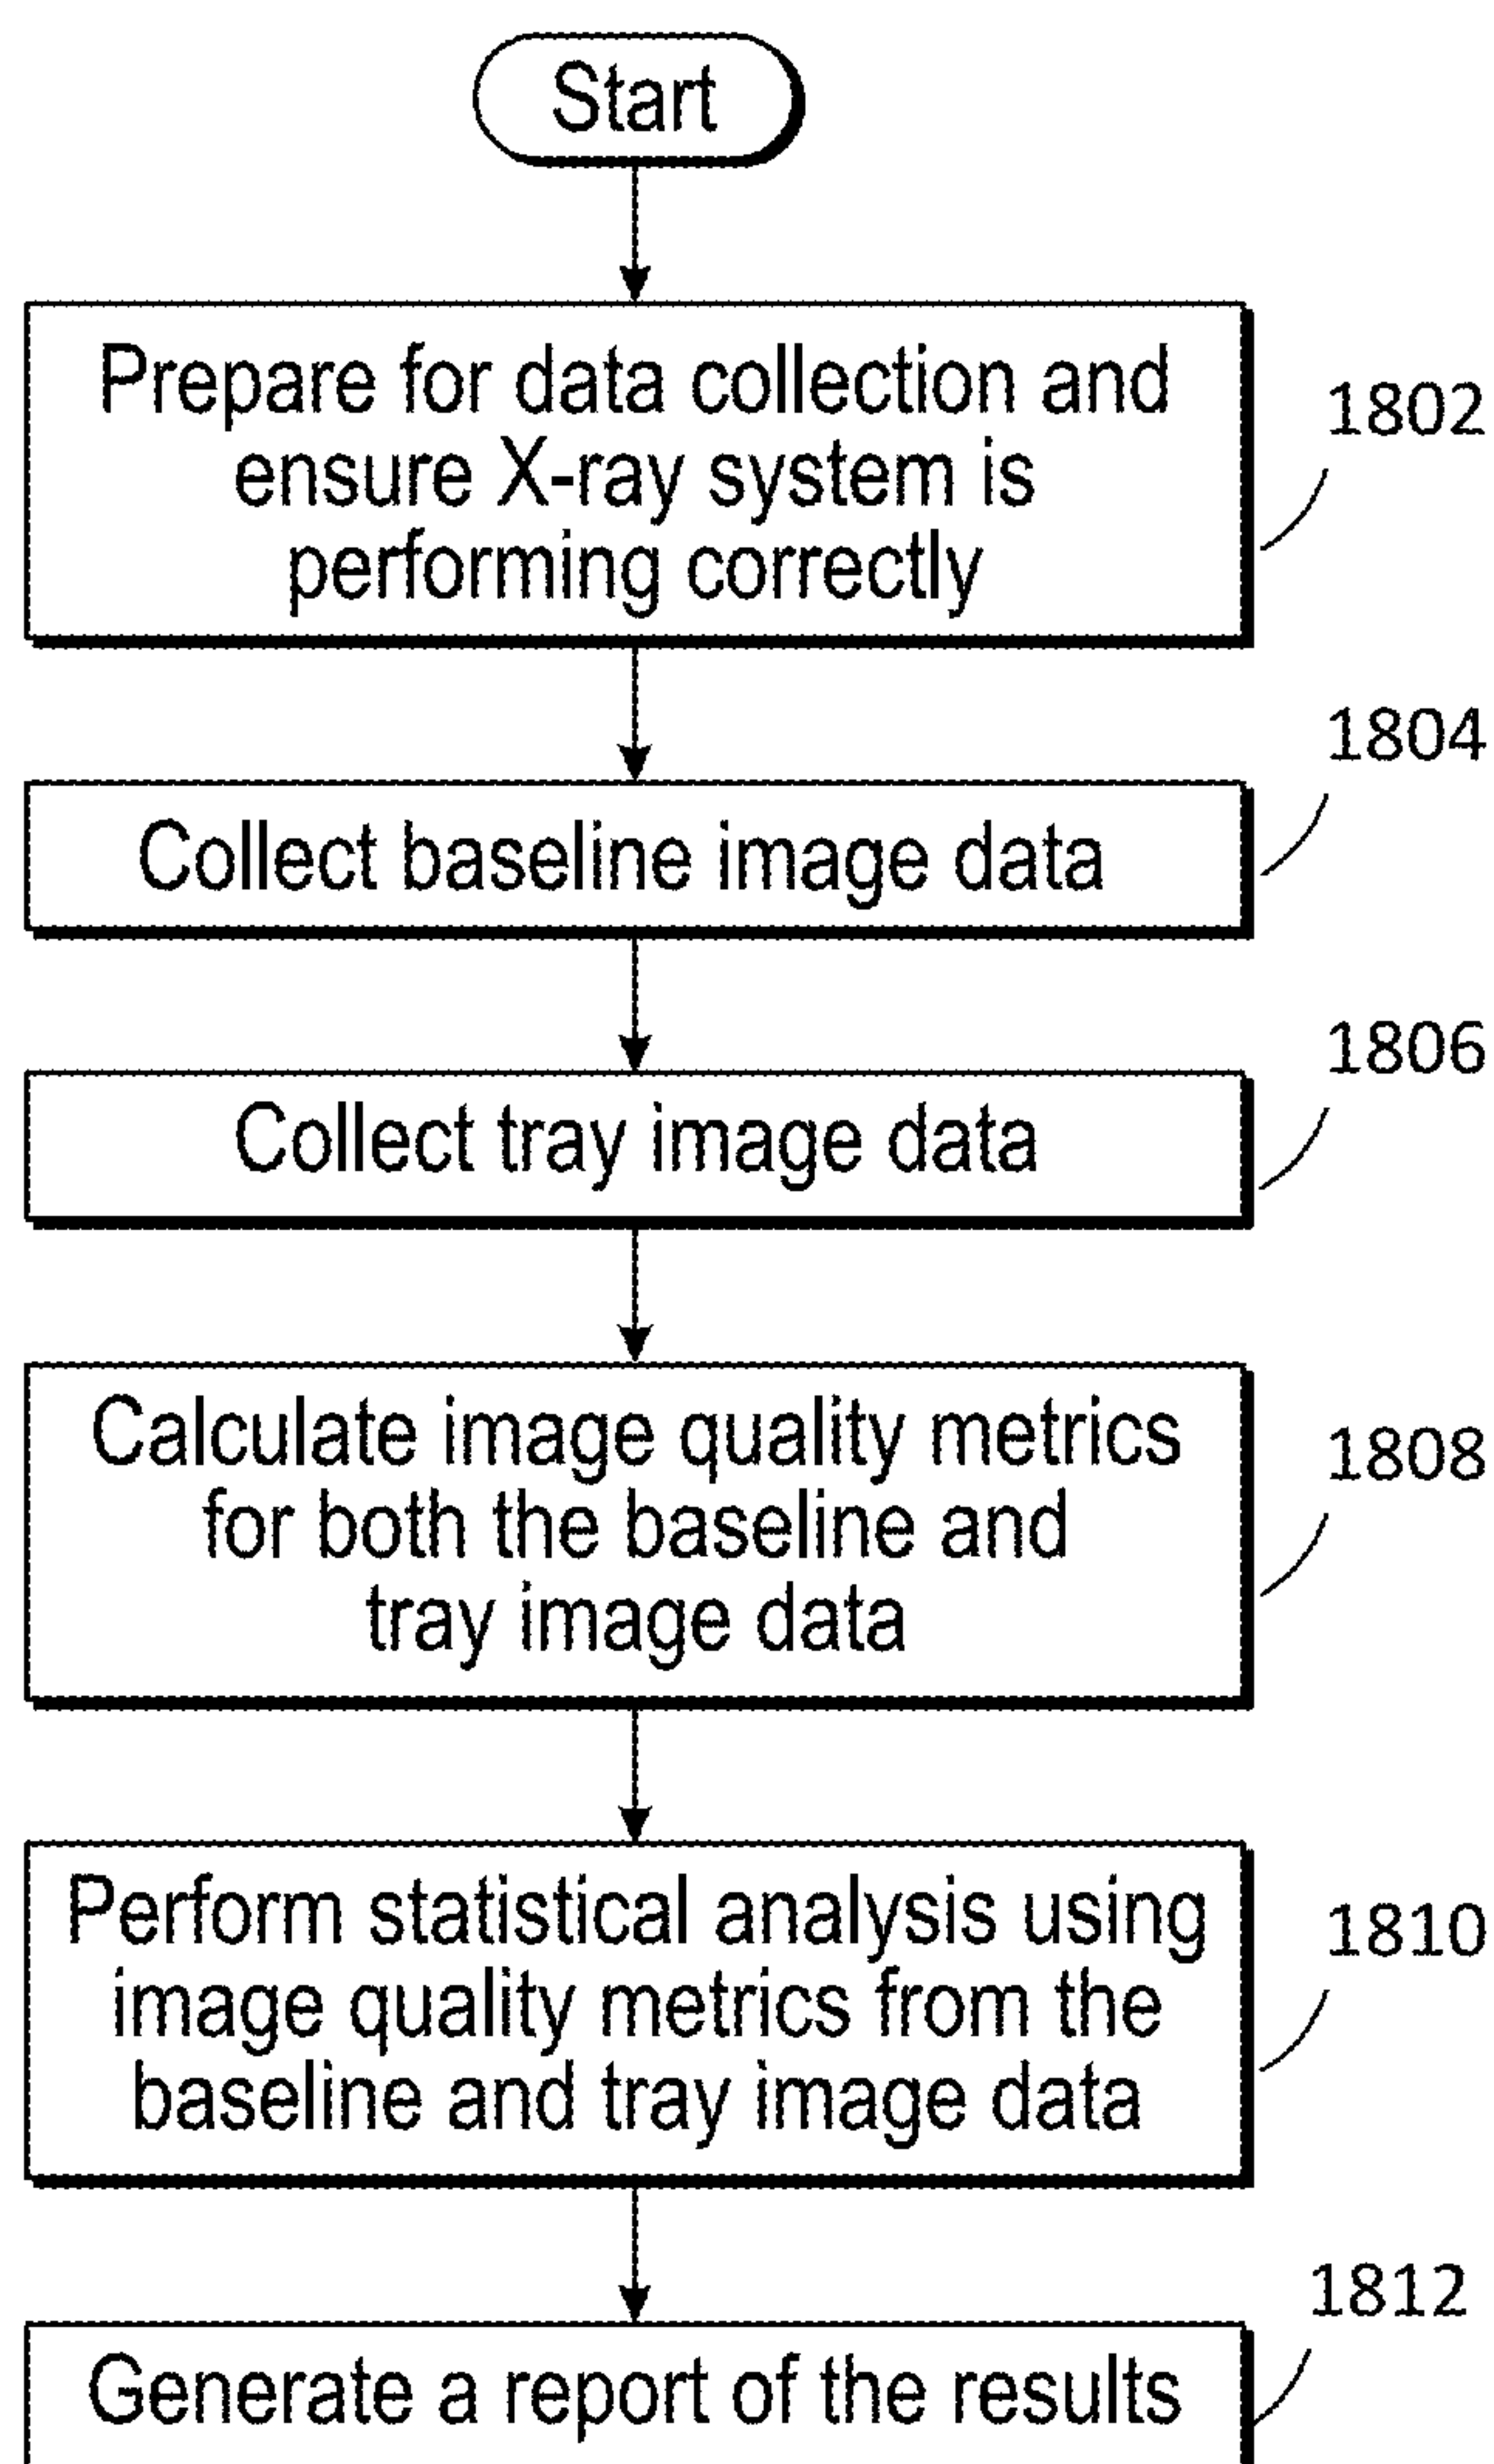 Start
Prepare for data collection and
ensure X-ray system is
performing correctly
1802
Collect baseline image data
1804
Collect tray image data
1806
Calculate image quality metrics
for both the baseline and
tray image data
1808
Perform statistical analysis using
image quality metrics from the
baseline and tray image data
1810
Generate a report of the results
1812